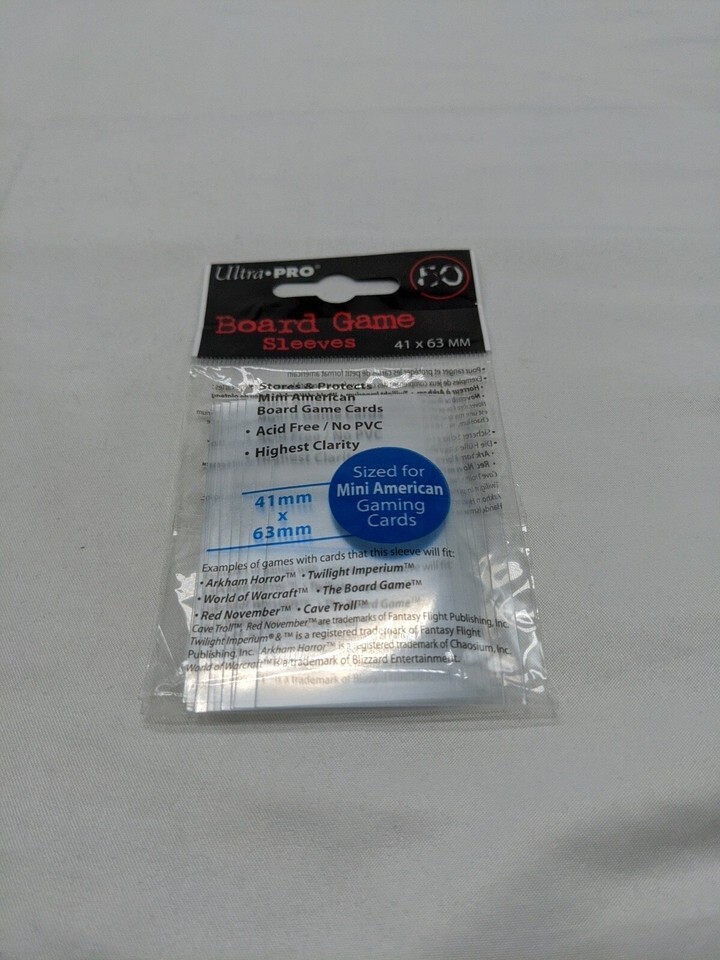 Ultra•PRO®
Board Game
Sleeves
41 x 63 MM
Stores & Protects
Mini American
Board Game Cards
• Acid Free / No PVC
• Highest Clarity
41mm
x
63mm
Sized for
Mini American
Gaming
Cards
Examples of games with cards that this sleeve will fit:
• Arkham Horror™ • Twilight Imperium™
• World of Warcraft™ • The Board Game™
• Red November™ • Cave Troll™
Cave Troll™, Red November™ are trademarks of Fantasy Flight Publishing, Inc.
Twilight Imperium® & ™ is a registered trademark of Fantasy Flight
Publishing, Inc. Arkham Horror™ is a registered trademark of Chaosium, Inc.
World of Warcraft™ is a trademark of Blizzard Entertainment.